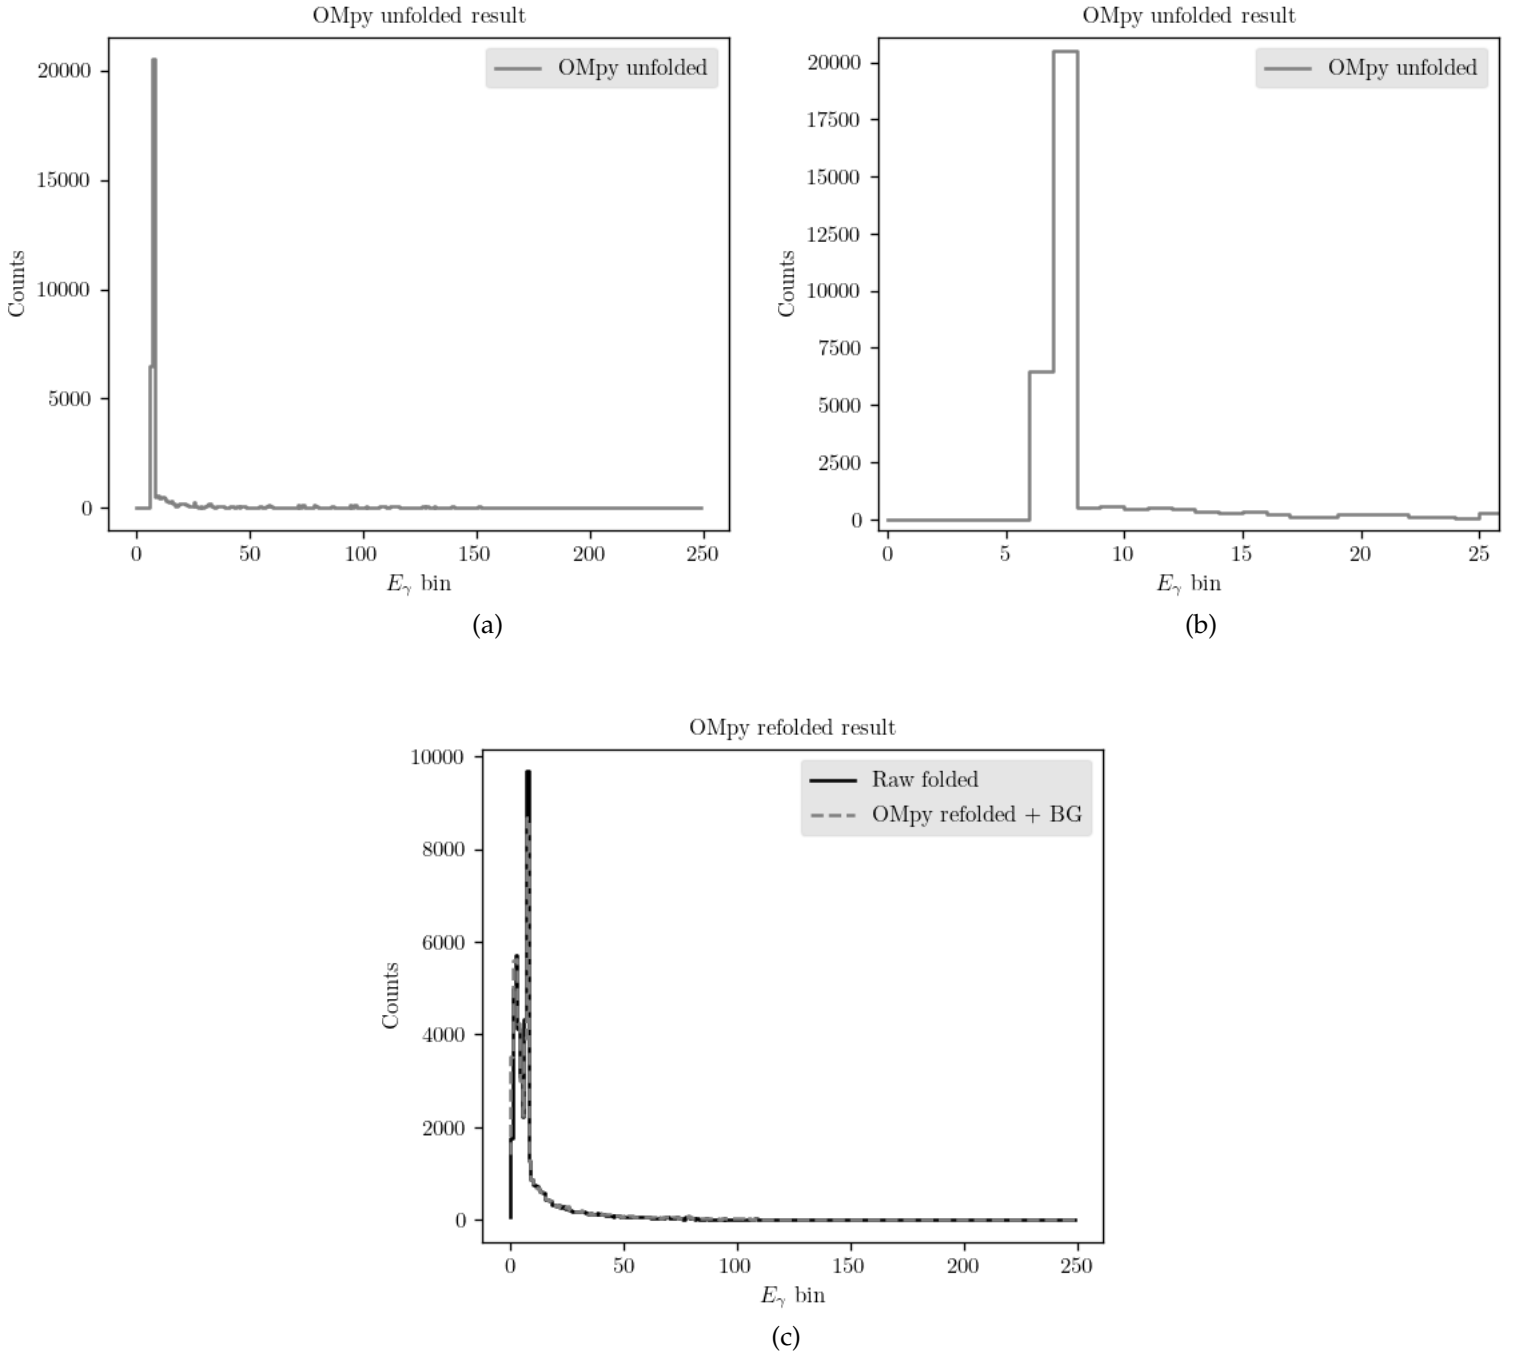 OMpy unfolded result
OMpy unfolded
20000
15000
10000
5000
0
Counts
0 50 100 150 200 250
E_γ bin
(a)
OMpy unfolded result
OMpy unfolded
20000
17500
15000
12500
10000
7500
5000
2500
0
Counts
0 5 10 15 20 25
E_γ bin
(b)
OMpy refolded result
Raw folded
OMpy refolded + BG
10000
8000
6000
4000
2000
0
Counts
0 50 100 150 200 250
E_γ bin
(c)